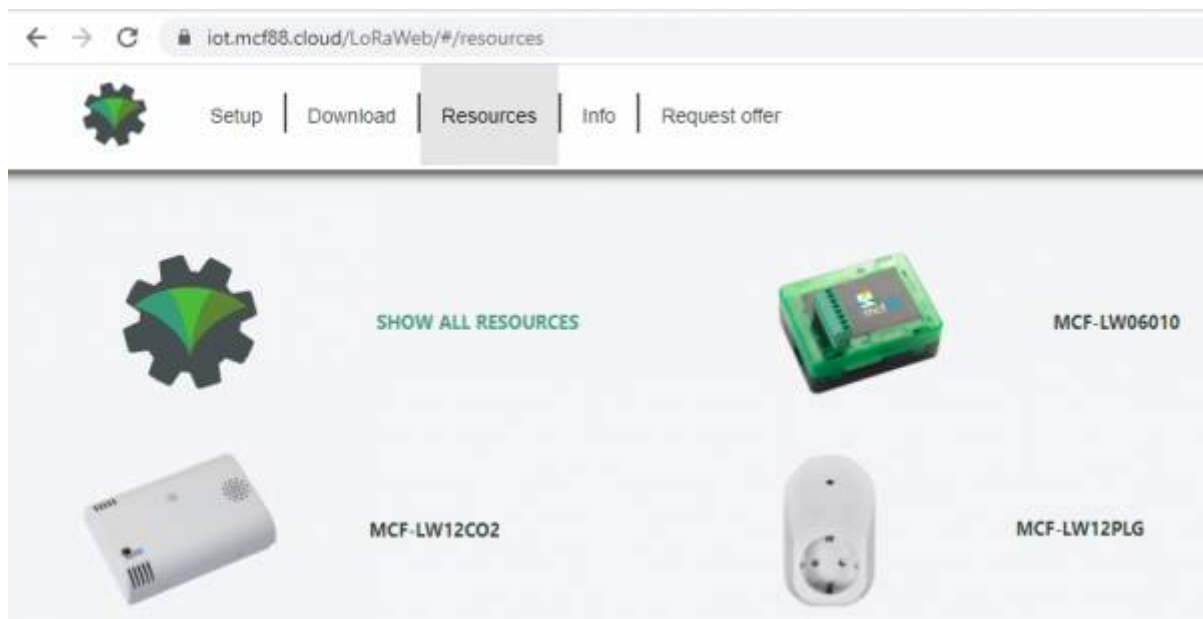 iot.mcf88.cloud/LoRaWeb/#/resources
Setup Download Resources Info Request offer
SHOW ALL RESOURCES
MCF-LW06010
MCF-LW12CO2
MCF-LW12PLG